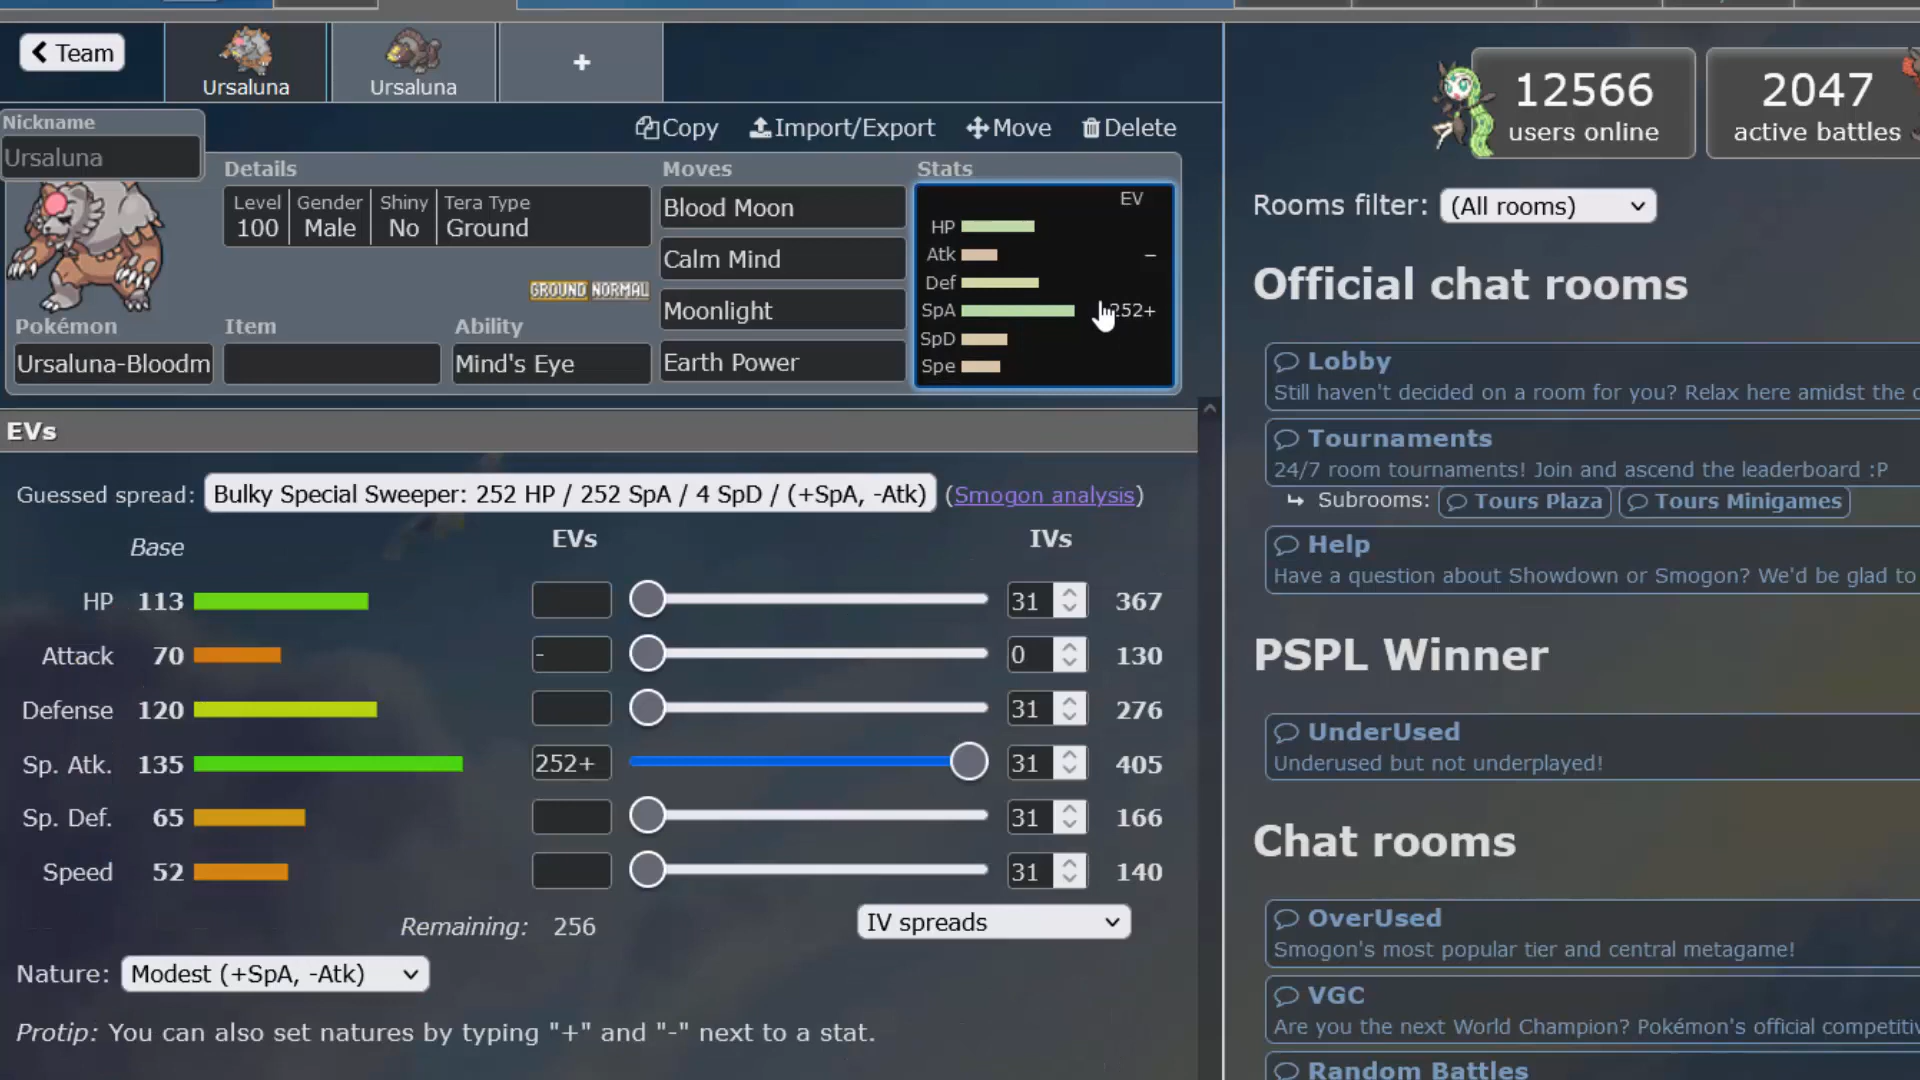 Team
Ursaluna
Ursaluna
+
Nickname
Ursaluna
Copy
Import/Export
Move
Delete
Details
Level
100
Gender
Male
Shiny
No
Tera Type
Ground
GROUND NORMAL
Pokémon
Ursaluna-Bloodm
Item
Ability
Mind's Eye
Moves
Blood Moon
Calm Mind
Moonlight
Earth Power
Stats
EV
HP
Atk –
Def
SpA 252+
SpD
Spe
EVs
Guessed spread: Bulky Special Sweeper: 252 HP / 252 SpA / 4 SpD / (+SpA, -Atk) (Smogon analysis)
Base EVs IVs
HP 113 31 367
Attack 70 - 0 130
Defense 120 31 276
Sp. Atk. 135 252+ 31 405
Sp. Def. 65 31 166
Speed 52 31 140
Remaining: 256
IV spreads
Nature: Modest (+SpA, -Atk)
Protip: You can also set natures by typing "+" and "-" next to a stat.
12566
users online
2047
active battles
Rooms filter: (All rooms)
Official chat rooms
Lobby
Still haven't decided on a room for you? Relax here amidst the
Tournaments
24/7 room tournaments! Join and ascend the leaderboard :P
Subrooms: Tours Plaza Tours Minigames
Help
Have a question about Showdown or Smogon? We'd be glad to
PSPL Winner
UnderUsed
Underused but not underplayed!
Chat rooms
OverUsed
Smogon's most popular tier and central metagame!
VGC
Are you the next World Champion? Pokémon's official competitiv
Random Battles